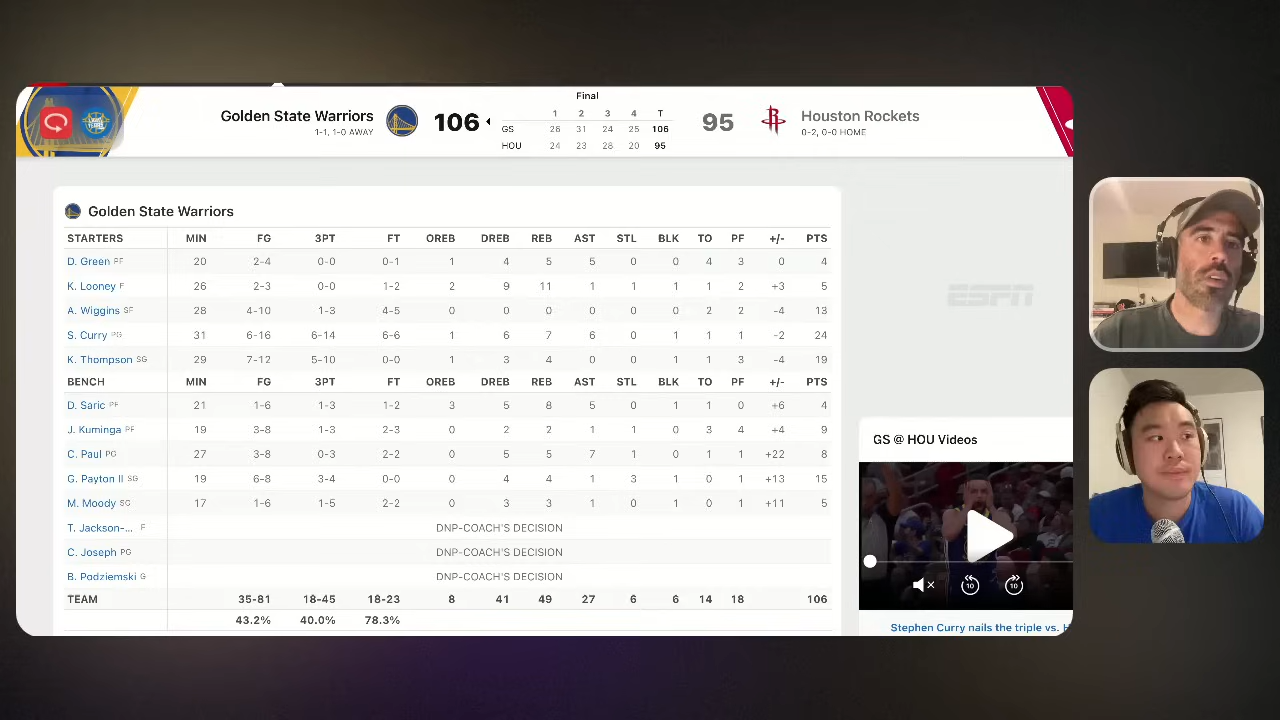 Final
Golden State Warriors
1-1, 1-0 AWAY
106
1 2 3 4 T
GS 26 31 24 25 106
HOU 24 23 28 20 95
95
Houston Rockets
0-2, 0-0 HOME
Golden State Warriors
STARTERS MIN FG 3PT FT OREB DREB REB AST STL BLK TO PF +/- PTS
D. Green PF 20 2-4 0-0 0-1 1 4 5 5 0 0 4 3 0 4
K. Looney F 26 2-3 0-0 1-2 2 9 11 1 1 1 1 2 +3 5
A. Wiggins SF 28 4-10 1-3 4-5 0 0 0 0 0 0 2 2 -4 13
S. Curry PG 31 6-16 6-14 6-6 1 6 7 6 0 1 1 1 -2 24
K. Thompson SG 29 7-12 5-10 0-0 1 3 4 0 0 1 1 3 -4 19
BENCH MIN FG 3PT FT OREB DREB REB AST STL BLK TO PF +/- PTS
D. Saric PF 21 1-6 1-3 1-2 3 5 8 5 0 1 1 0 +6 4
J. Kuminga PF 19 3-8 1-3 2-3 0 2 2 1 1 0 3 4 +4 9
C. Paul PG 27 3-8 0-3 2-2 0 5 5 7 1 0 1 1 +22 8
G. Payton II SG 19 6-8 3-4 0-0 0 4 4 1 3 1 0 1 +13 15
M. Moody SG 17 1-6 1-5 2-2 0 3 3 1 0 1 0 1 +11 5
T. Jackson-... F DNP-COACH'S DECISION
C. Joseph PG DNP-COACH'S DECISION
B. Podziemski G DNP-COACH'S DECISION
TEAM 35-81 18-45 18-23 8 41 49 27 6 6 14 18 106
43.2% 40.0% 78.3%
ESPN
GS @ HOU Videos
10 10
Stephen Curry nails the triple vs.